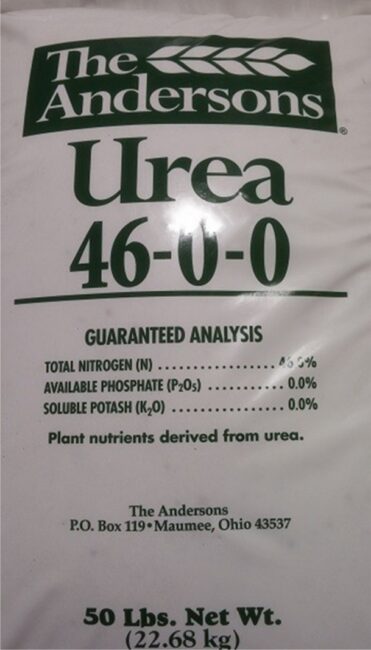 The
Andersons
®
Urea
46-0-0
GUARANTEED ANALYSIS
TOTAL NITROGEN (N) .................. 46.0%
AVAILABLE PHOSPHATE (P₂O₅) ............ 0.0%
SOLUBLE POTASH (K₂O) .................. 0.0%
Plant nutrients derived from urea.
The Andersons
P.O. Box 119•Maumee, Ohio 43537
50 Lbs. Net Wt.
(22.68 kg)